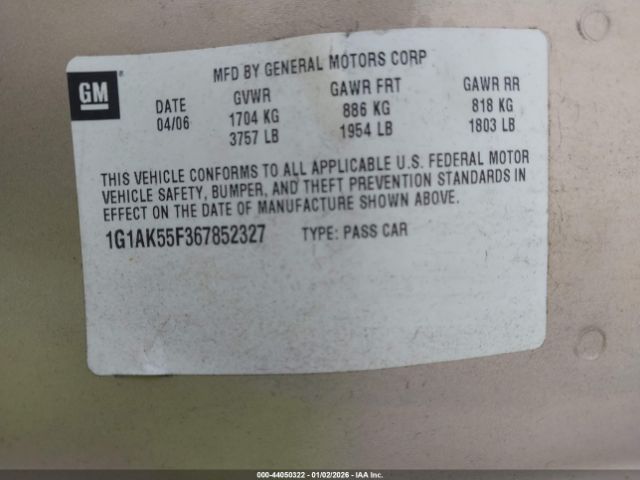 MFD BY GENERAL MOTORS CORP
GM®
DATE GVWR GAWR FRT GAWR RR
04/06 1704 KG 886 KG 818 KG
3757 LB 1954 LB 1803 LB
THIS VEHICLE CONFORMS TO ALL APPLICABLE U.S. FEDERAL MOTOR
VEHICLE SAFETY, BUMPER, AND THEFT PREVENTION STANDARDS IN
EFFECT ON THE DATE OF MANUFACTURE SHOWN ABOVE.
1G1AK55F367852327 TYPE: PASS CAR
000-44050322 - 01/02/2026 - IAA Inc.